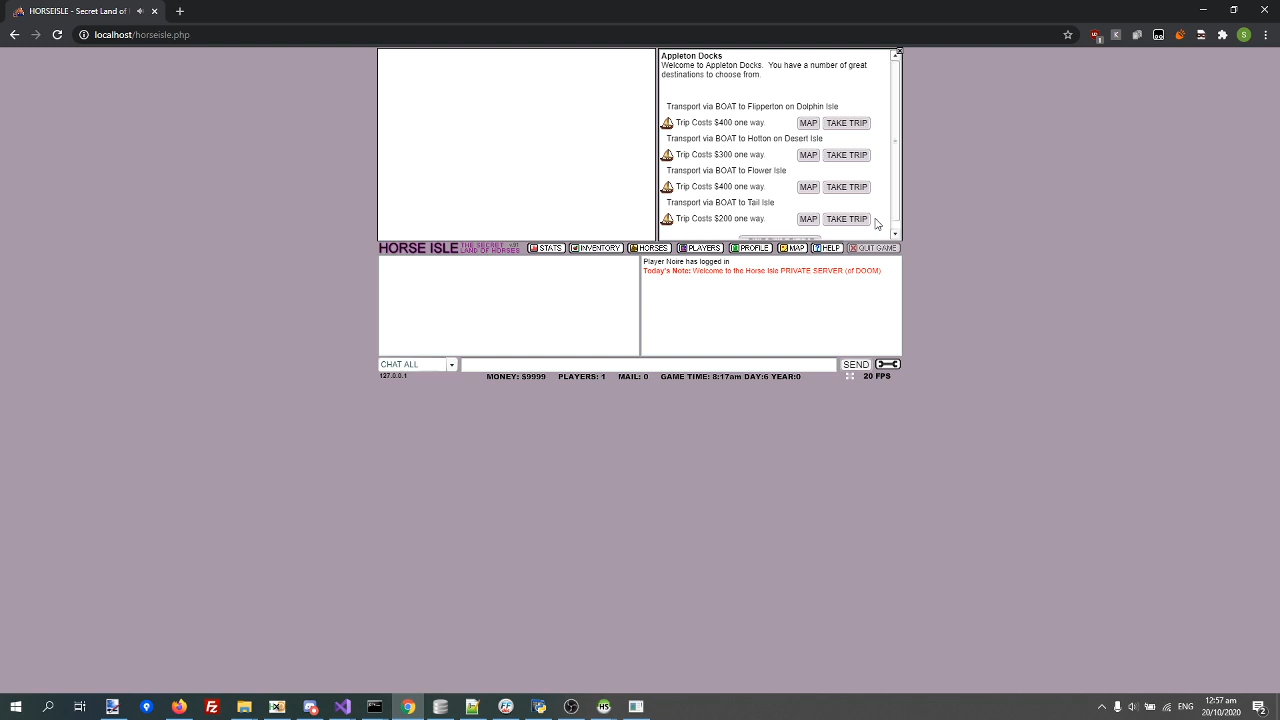 HORSEISLE - Secret Land of H
localhost/horseisle.php
Appleton Docks
Welcome to Appleton Docks. You have a number of great
destinations to choose from.
Transport via BOAT to Flipperton on Dolphin Isle
Trip Costs $400 one way. MAP TAKE TRIP
Transport via BOAT to Hotton on Desert Isle
Trip Costs $300 one way. MAP TAKE TRIP
Transport via BOAT to Flower Isle
Trip Costs $400 one way. MAP TAKE TRIP
Transport via BOAT to Tail Isle
Trip Costs $200 one way. MAP TAKE TRIP
HORSE ISLE THE SECRET LAND OF HORSES STATS INVENTORY HORSES PLAYERS PROFILE MAP HELP QUIT GAME
Player Noire has logged in
Today's Note: Welcome to the Horse Isle PRIVATE SERVER (of DOOM)
CHAT ALL SEND
127.0.0.1 MONEY: $9999 PLAYERS: 1 MAIL: 0 GAME TIME: 8:17am DAY:6 YEAR:0 20 FPS
ENG
12:57 am
20/10/2020